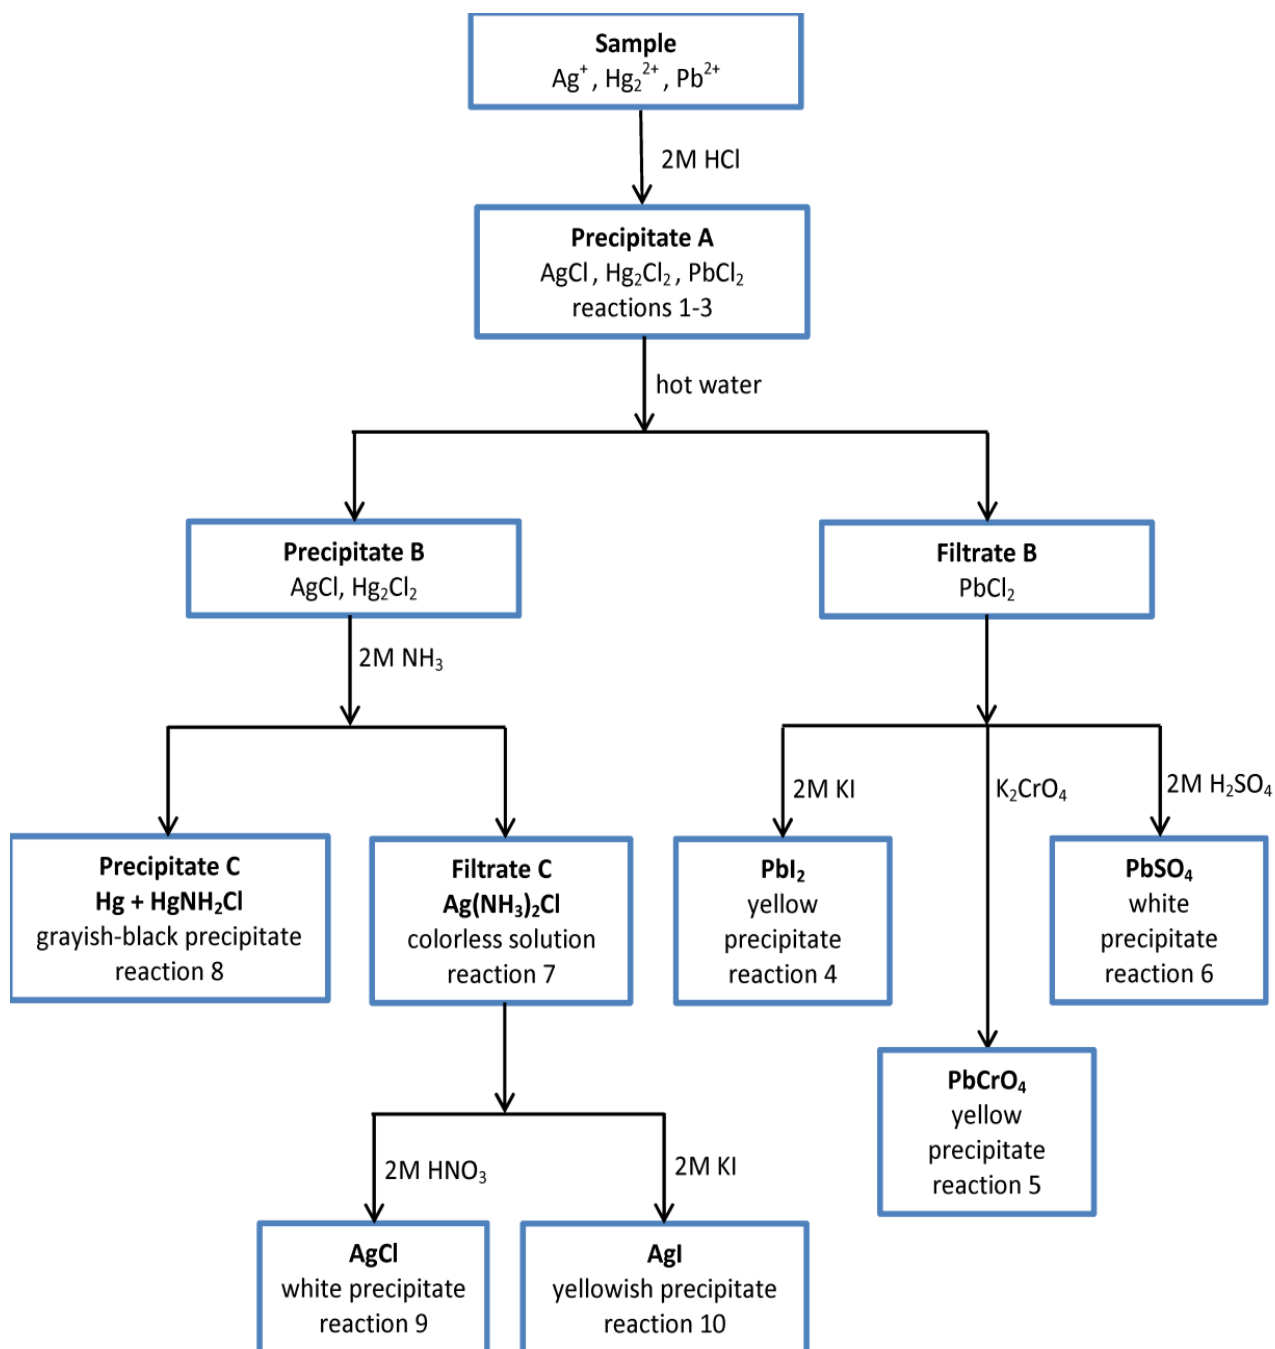 Sample
Ag⁺ , Hg₂²⁺ , Pb²⁺
2M HCl
Precipitate A
AgCl , Hg₂Cl₂ , PbCl₂
reactions 1-3
hot water
Precipitate B
AgCl, Hg₂Cl₂
Filtrate B
PbCl₂
2M NH₃
2M KI
K₂CrO₄
2M H₂SO₄
Precipitate C
Hg + HgNH₂Cl
grayish-black precipitate
reaction 8
Filtrate C
Ag(NH₃)₂Cl
colorless solution
reaction 7
PbI₂
yellow
precipitate
reaction 4
PbSO₄
white
precipitate
reaction 6
PbCrO₄
yellow
precipitate
reaction 5
2M HNO₃
2M KI
AgCl
white precipitate
reaction 9
AgI
yellowish precipitate
reaction 10